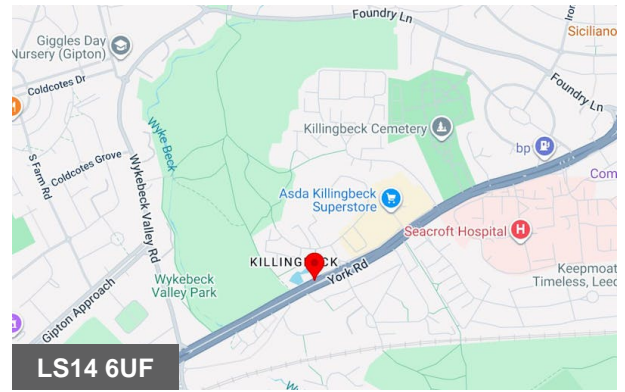 Foundry Ln
Siciliano
Giggles Day
Nursery (Gipton)
Coldcotes Dr
Wyke Beck
Foundry Ln
Killingbeck Cemetery
bp
S Farm Rd
Coldcotes Grove
Wykebeck Valley Rd
Asda Killingbeck
Superstore
Com
Seacroft Hospital
KILLINGBECK
York Rd
Keepmoat
Timeless, Leed
Wykebeck
Valley Park
Gipton Approach
LS14 6UF